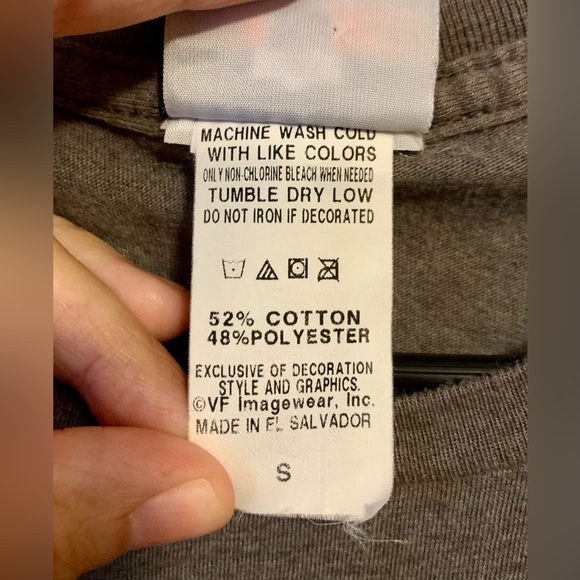 MACHINE WASH COLD
WITH LIKE COLORS
ONLY NON-CHLORINE BLEACH WHEN NEEDED
TUMBLE DRY LOW
DO NOT IRON IF DECORATED
52% COTTON
48%POLYESTER
EXCLUSIVE OF DECORATION
STYLE AND GRAPHICS.
©VF Imagewear, Inc.
MADE IN EL SALVADOR
S